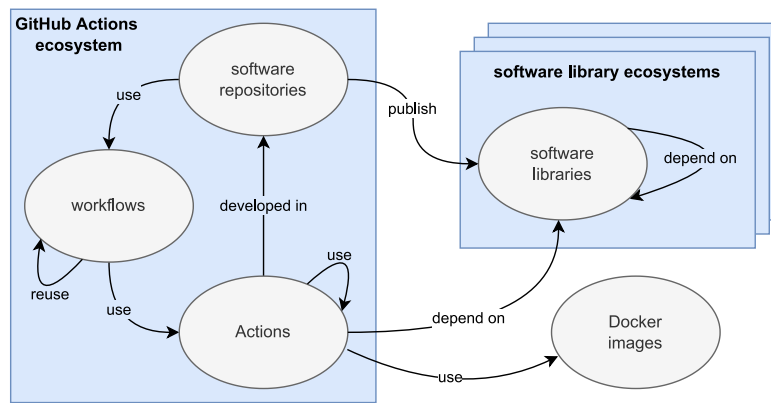 GitHub Actions
ecosystem
software
repositories
use
publish
software library ecosystems
software
libraries
depend on
workflows
developed in
reuse
use
use
Actions
depend on
use
Docker
images